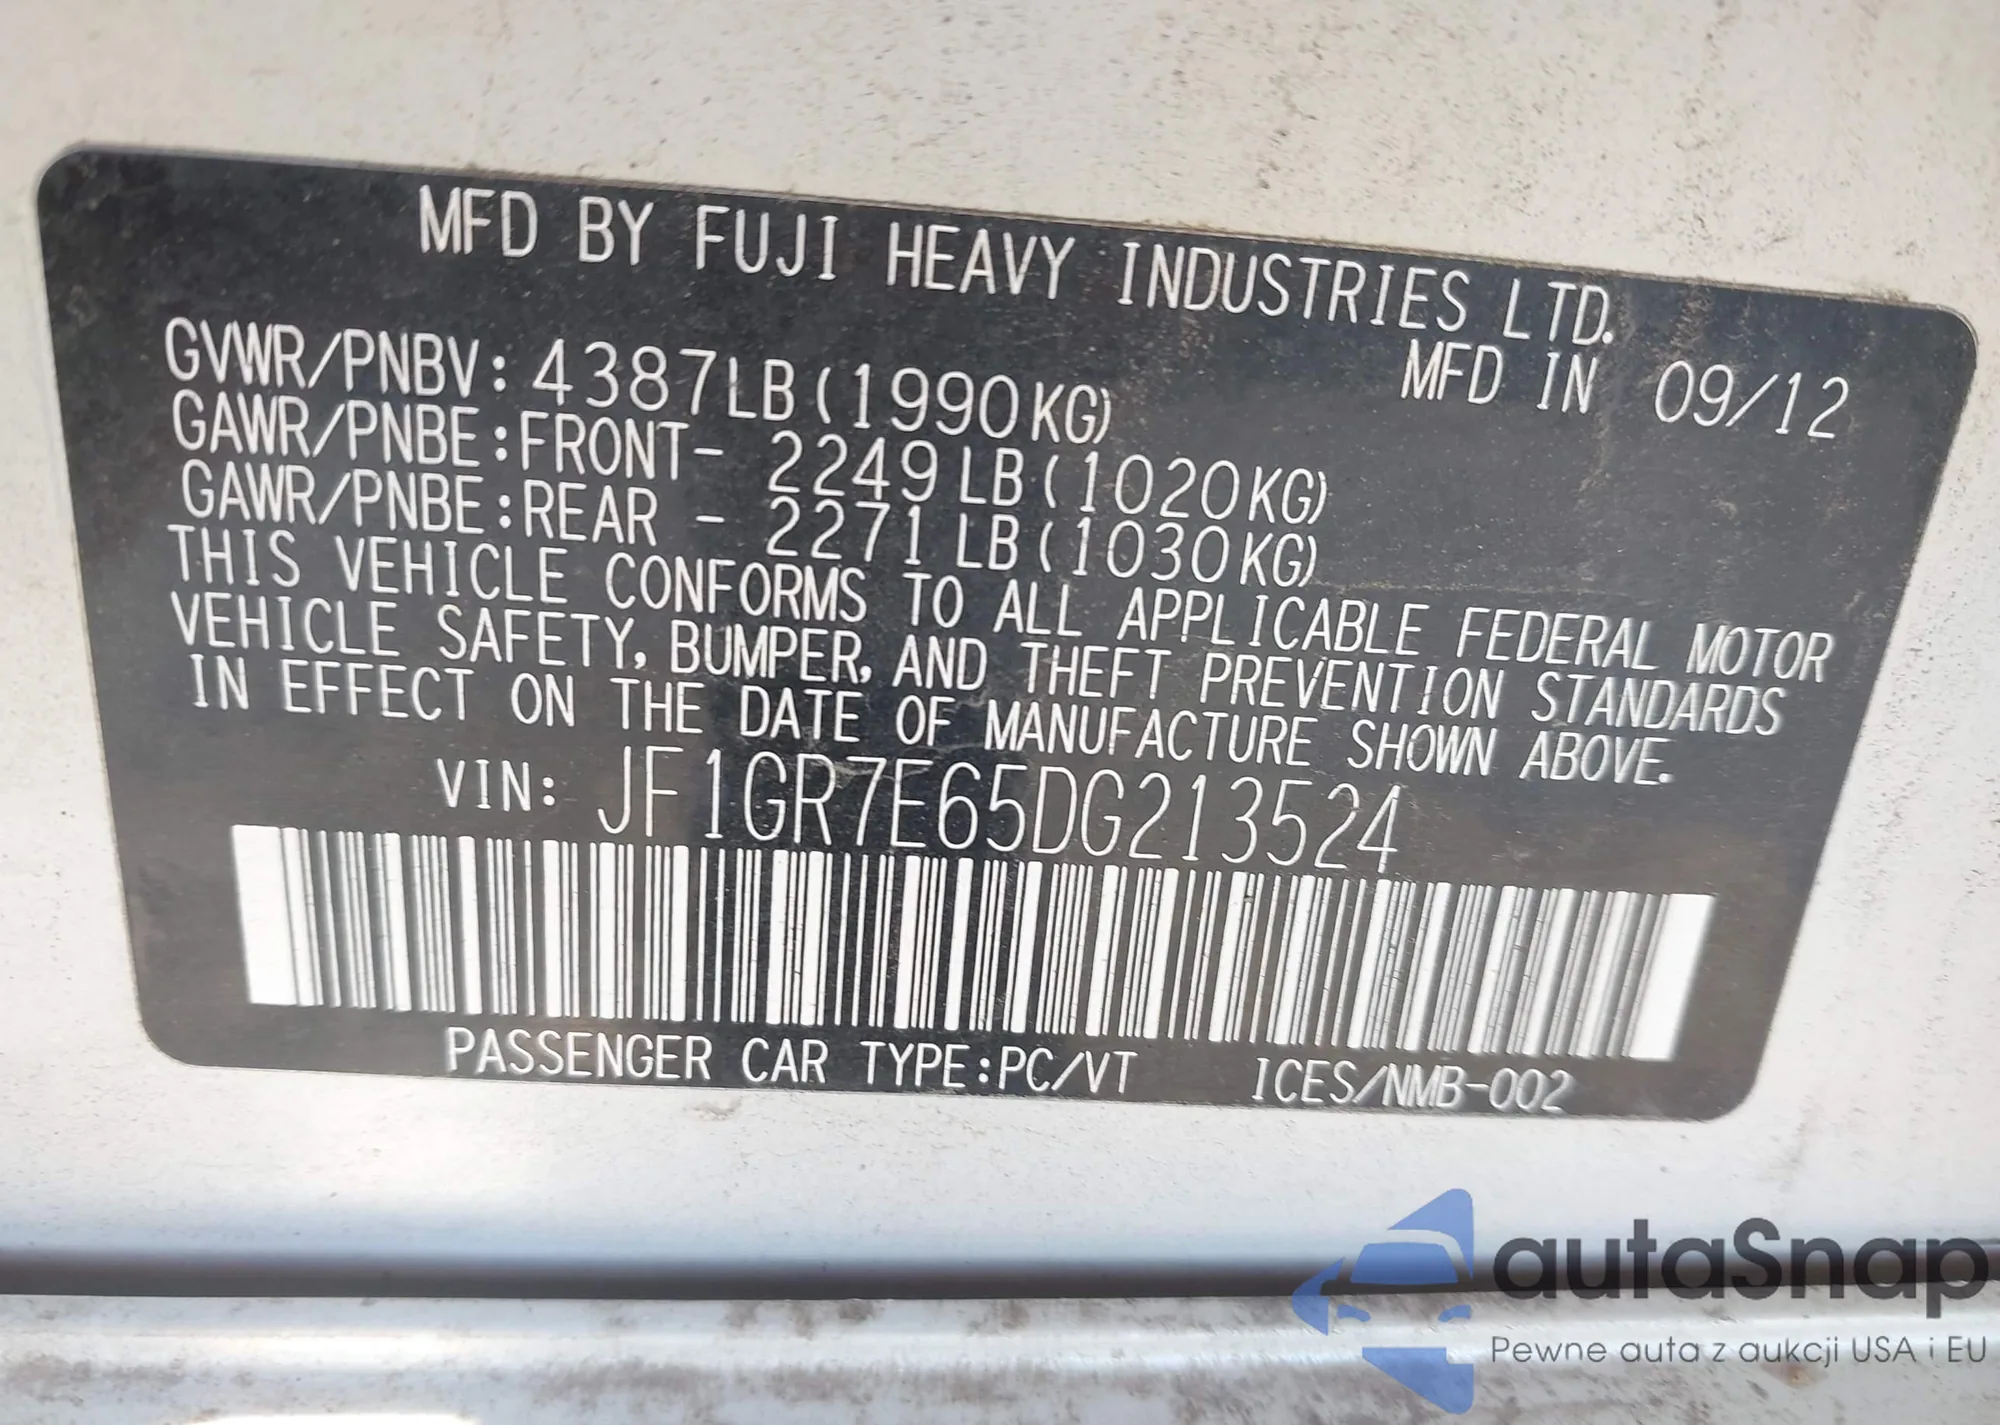 MFD BY FUJI HEAVY INDUSTRIES LTD.
GVWR/PNBV: 4387LB(1990KG) MFD IN 09/12
GAWR/PNBE:FRONT- 2249LB(1020KG)
GAWR/PNBE:REAR - 2271LB(1030KG)
THIS VEHICLE CONFORMS TO ALL APPLICABLE FEDERAL MOTOR
VEHICLE SAFETY, BUMPER, AND THEFT PREVENTION STANDARDS
IN EFFECT ON THE DATE OF MANUFACTURE SHOWN ABOVE.
VIN: JF1GR7E65DG213524
PASSENGER CAR TYPE:PC/VT ICES/NMB-002
autaSnap
Pewne auta z aukcji USA i EU